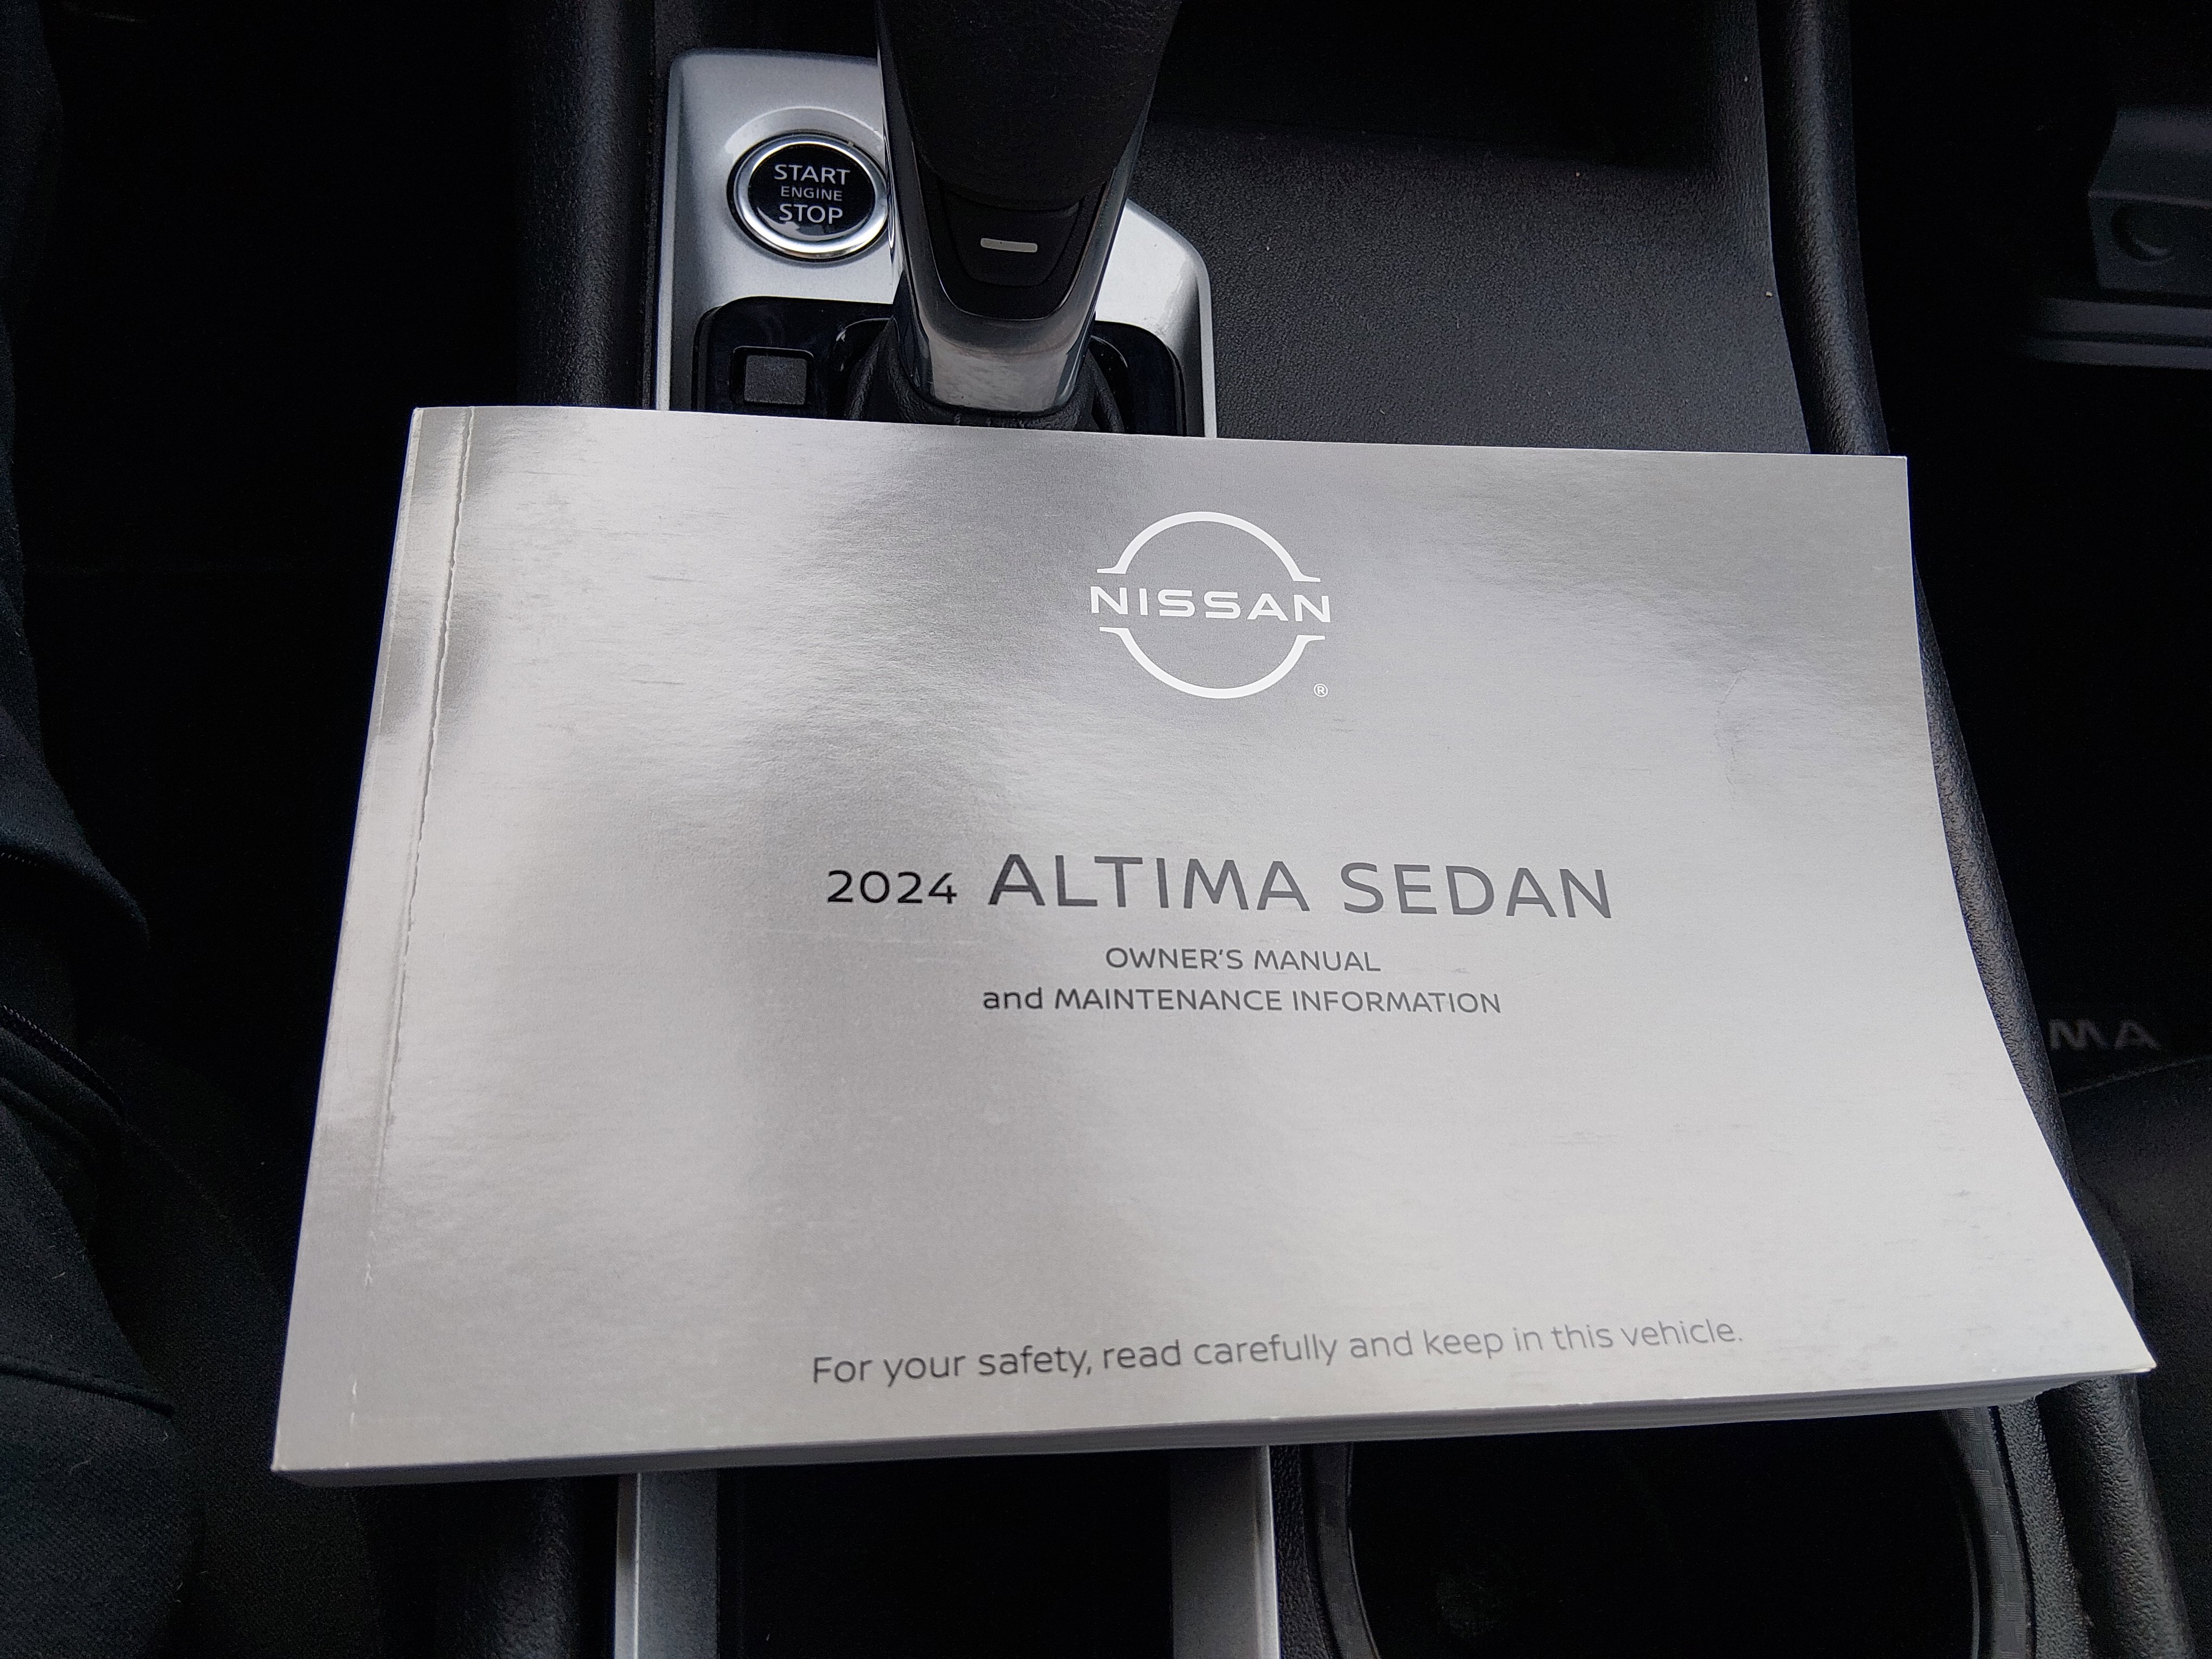 START
ENGINE
STOP
NISSAN
®
2024 ALTIMA SEDAN
OWNER'S MANUAL
and MAINTENANCE INFORMATION
MA
For your safety, read carefully and keep in this vehicle.